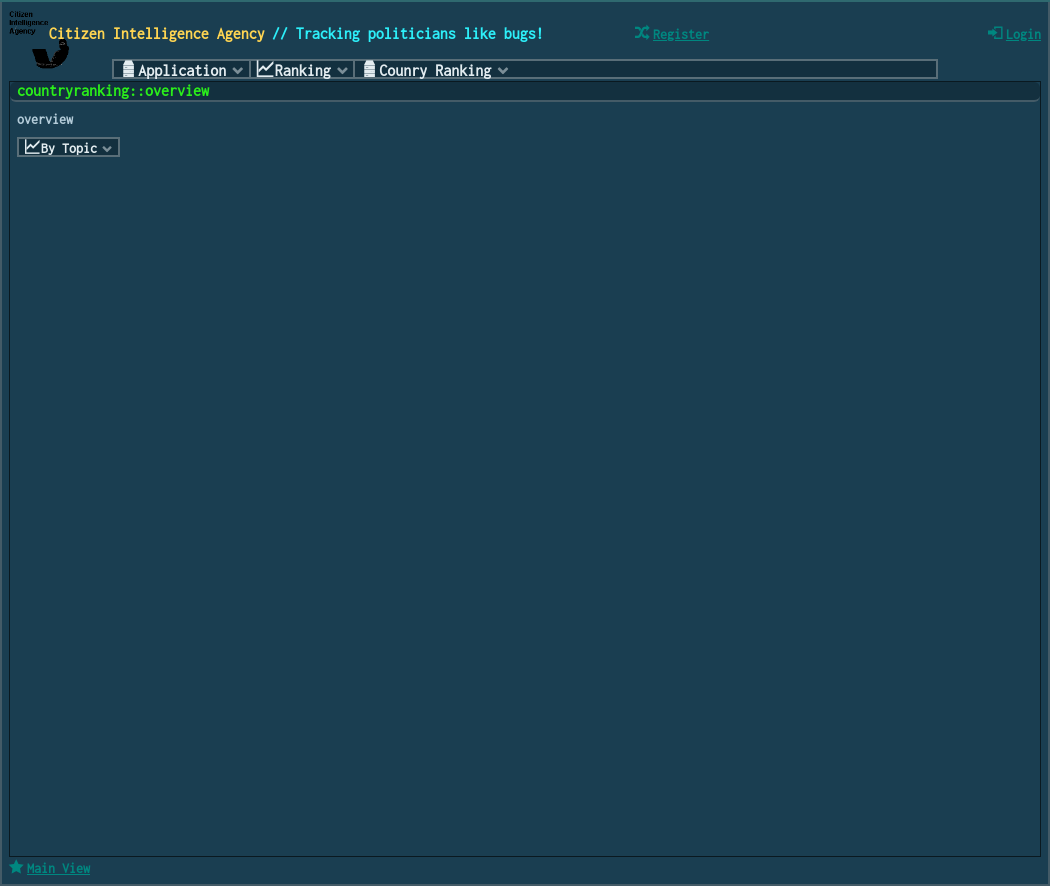 Citizen
Intelligence
Agency
Citizen Intelligence Agency // Tracking politicians like bugs!
Register
Login
Application
Ranking
Counry Ranking
countryranking::overview
overview
By Topic
Main View